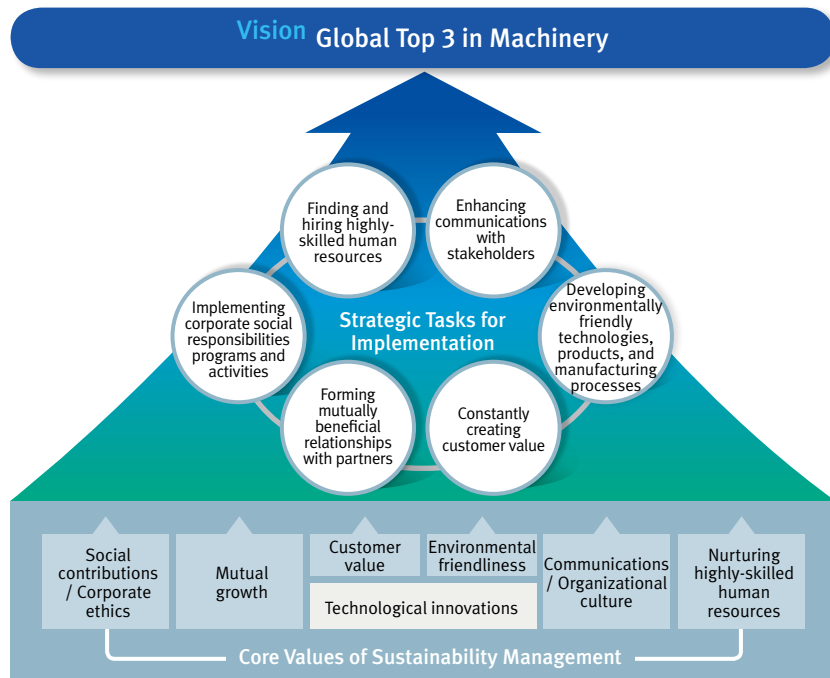 Vision Global Top 3 in Machinery
Finding and
hiring highly-
skilled human
resources
Enhancing
communications
with
stakeholders
Implementing
corporate social
responsibilities
programs and
activities
Strategic Tasks for
Implementation
Developing
environmentally
friendly
technologies,
products, and
manufacturing
processes
Forming
mutually
beneficial
relationships
with partners
Constantly
creating
customer value
Social
contributions
/ Corporate
ethics
Mutual
growth
Customer
value
Environmental
friendliness
Technological innovations
Communications
/ Organizational
culture
Nurturing
highly-skilled
human
resources
Core Values of Sustainability Management